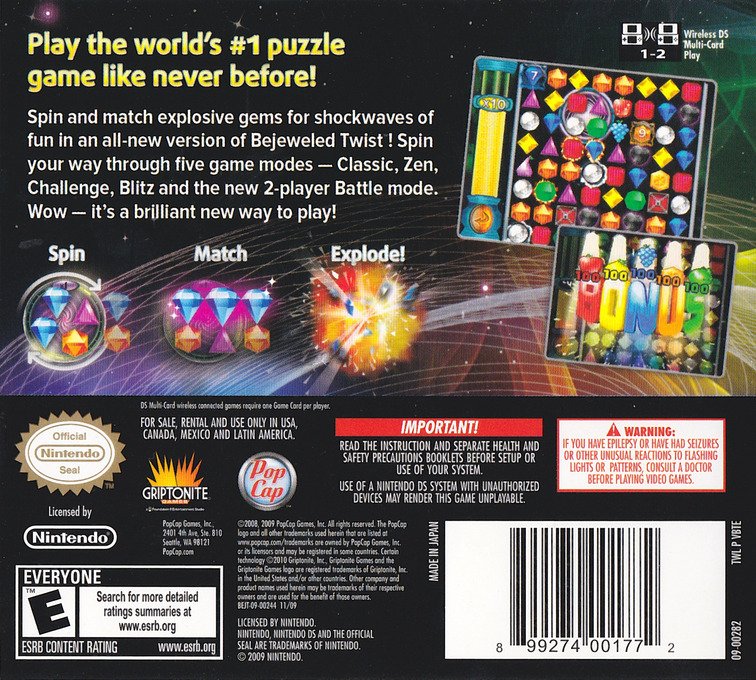 Play the world's #1 puzzle
game like never before!
Wireless DS
Multi-Card
Play
1-2
Spin and match explosive gems for shockwaves of
fun in an all-new version of Bejeweled Twist! Spin
your way through five game modes — Classic, Zen,
Challenge, Blitz and the new 2-player Battle mode.
Wow — it's a brilliant new way to play!
x10
7
9
Spin
Match
Explode!
100 100 100 100 100
BONUS
DS Multi-Card wireless connected games require one Game Card per player.
FOR SALE, RENTAL AND USE ONLY IN USA,
CANADA, MEXICO AND LATIN AMERICA.
Official
Nintendo
Seal
TM
Licensed by
Nintendo®
GRIPTONITE
GAMES
a Foundation 9 Entertainment Studio
PopCap
PopCap Games, Inc.
2401 4th Ave, Ste. 810
Seattle, WA 98121
PopCap.com
©2008, 2009 PopCap Games, Inc. All rights reserved. The PopCap
logo and all other trademarks used herein that are listed at
www.popcap.com/trademarks are owned by PopCap Games, Inc.
or its licensors and may be registered in some countries. Certain
technology ©2010 Griptonite, Inc., Griptonite Games and the
Griptonite Games logo are registered trademarks of Griptonite, Inc.
in the United States and/or other countries. Other company and
product names used herein may be trademarks of their respective
owners and are used for the benefit of those owners.
BEJT-09-00244 11/09
LICENSED BY NINTENDO.
NINTENDO, NINTENDO DS AND THE OFFICIAL
SEAL ARE TRADEMARKS OF NINTENDO.
© 2009 NINTENDO.
IMPORTANT!
READ THE INSTRUCTION AND SEPARATE HEALTH AND
SAFETY PRECAUTIONS BOOKLETS BEFORE SETUP OR
USE OF YOUR SYSTEM.
USE OF A NINTENDO DS SYSTEM WITH UNAUTHORIZED
DEVICES MAY RENDER THIS GAME UNPLAYABLE.
WARNING:
IF YOU HAVE EPILEPSY OR HAVE HAD SEIZURES
OR OTHER UNUSUAL REACTIONS TO FLASHING
LIGHTS OR PATTERNS, CONSULT A DOCTOR
BEFORE PLAYING VIDEO GAMES.
EVERYONE
TM
E
Search for more detailed
ratings summaries at
www.esrb.org
ESRB CONTENT RATING www.esrb.org
MADE IN JAPAN
8 99274 00177 2
TWL P VBTE
09-00282